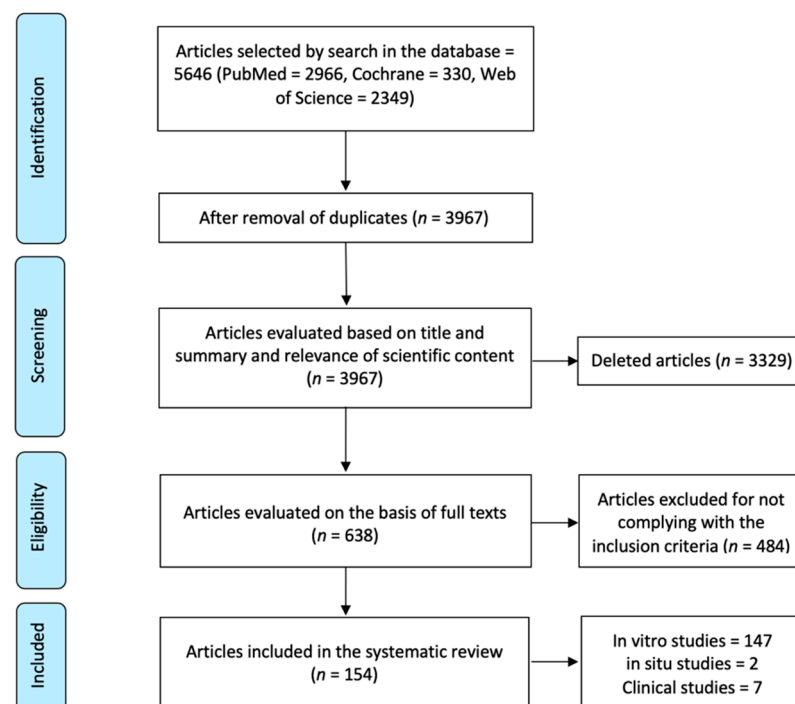 Identification
Articles selected by search in the database =
5646 (PubMed = 2966, Cochrane = 330, Web
of Science = 2349)
After removal of duplicates (n = 3967)
Screening
Articles evaluated based on title and
summary and relevance of scientific content
(n = 3967)
Deleted articles (n = 3329)
Eligibility
Articles evaluated on the basis of full texts
(n = 638)
Articles excluded for not
complying with the
inclusion criteria (n = 484)
Included
Articles included in the systematic review
(n = 154)
In vitro studies = 147
in situ studies = 2
Clinical studies = 7